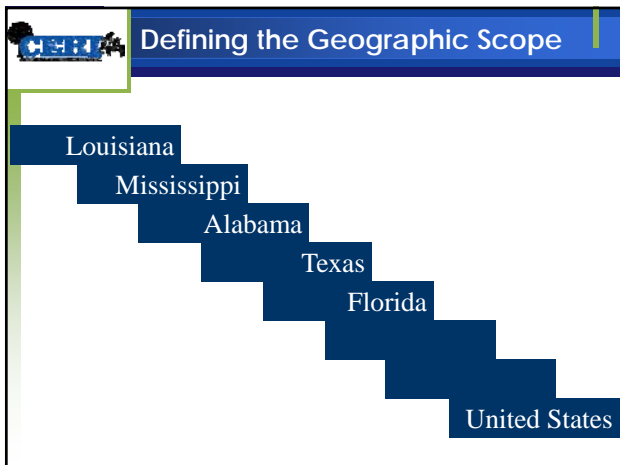 CERI
Defining the Geographic Scope
Louisiana
Mississippi
Alabama
Texas
Florida
United States